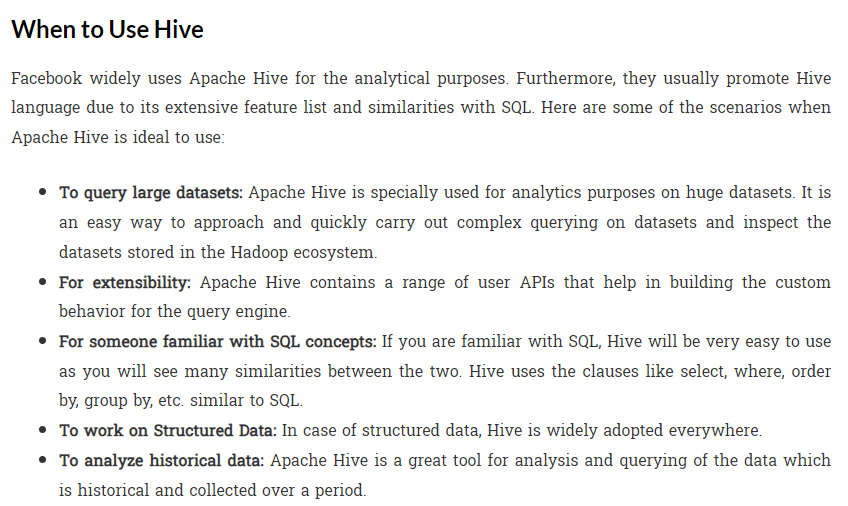 When to Use Hive
Facebook widely uses Apache Hive for the analytical purposes. Furthermore, they usually promote Hive
language due to its extensive feature list and similarities with SQL. Here are some of the scenarios when
Apache Hive is ideal to use:
• To query large datasets: Apache Hive is specially used for analytics purposes on huge datasets. It is
an easy way to approach and quickly carry out complex querying on datasets and inspect the
datasets stored in the Hadoop ecosystem.
• For extensibility: Apache Hive contains a range of user APIs that help in building the custom
behavior for the query engine.
• For someone familiar with SQL concepts: If you are familiar with SQL, Hive will be very easy to use
as you will see many similarities between the two. Hive uses the clauses like select, where, order
by, group by, etc. similar to SQL.
• To work on Structured Data: In case of structured data, Hive is widely adopted everywhere.
• To analyze historical data: Apache Hive is a great tool for analysis and querying of the data which
is historical and collected over a period.